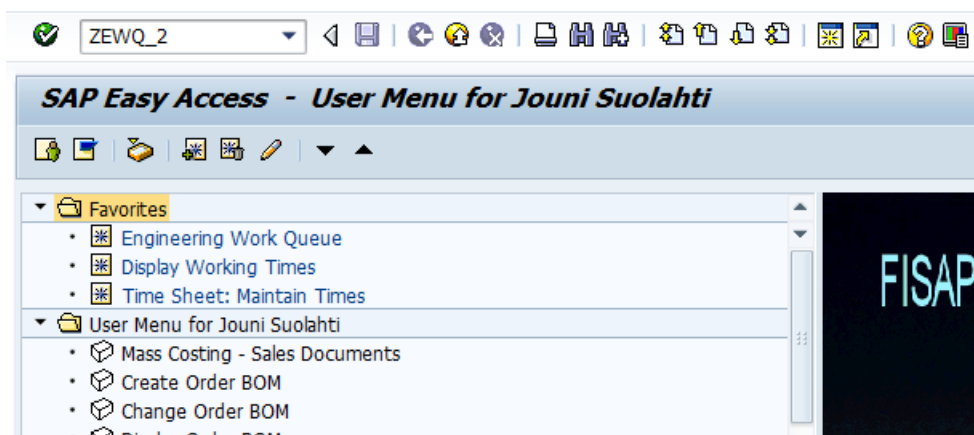 ZEWQ_2
SAP Easy Access - User Menu for Jouni Suolahti
Favorites
Engineering Work Queue
Display Working Times
Time Sheet: Maintain Times
User Menu for Jouni Suolahti
Mass Costing - Sales Documents
Create Order BOM
Change Order BOM
FISAP